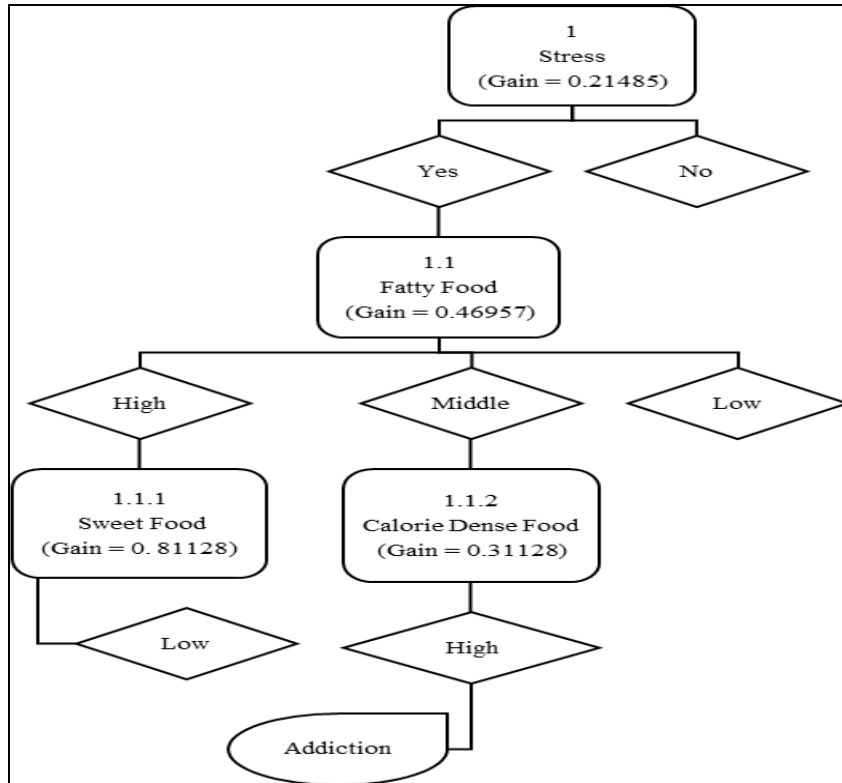 1
Stress
(Gain = 0.21485)
Yes
No
1.1
Fatty Food
(Gain = 0.46957)
High
Middle
Low
1.1.1
Sweet Food
(Gain = 0. 81128)
1.1.2
Calorie Dense Food
(Gain = 0.31128)
Low
High
Addiction